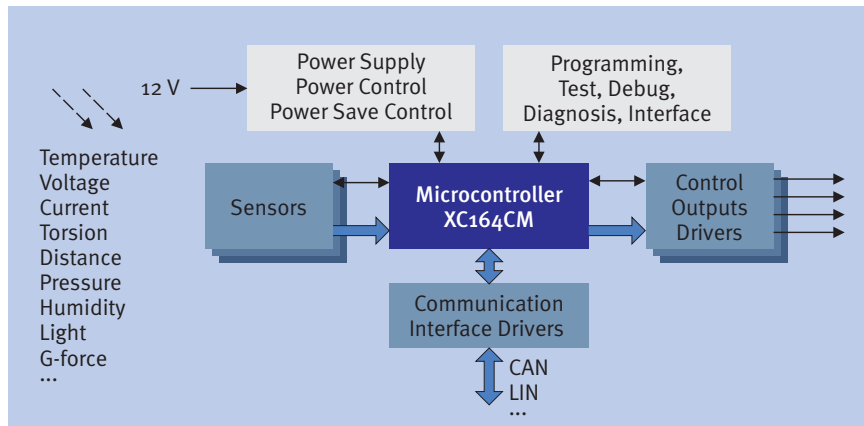 12 V
Power Supply
Power Control
Power Save Control
Programming,
Test, Debug,
Diagnosis, Interface
Temperature
Voltage
Current
Torsion
Distance
Pressure
Humidity
Light
G-force
...
Sensors
Microcontroller
XC164CM
Control
Outputs
Drivers
Communication
Interface Drivers
CAN
LIN
...